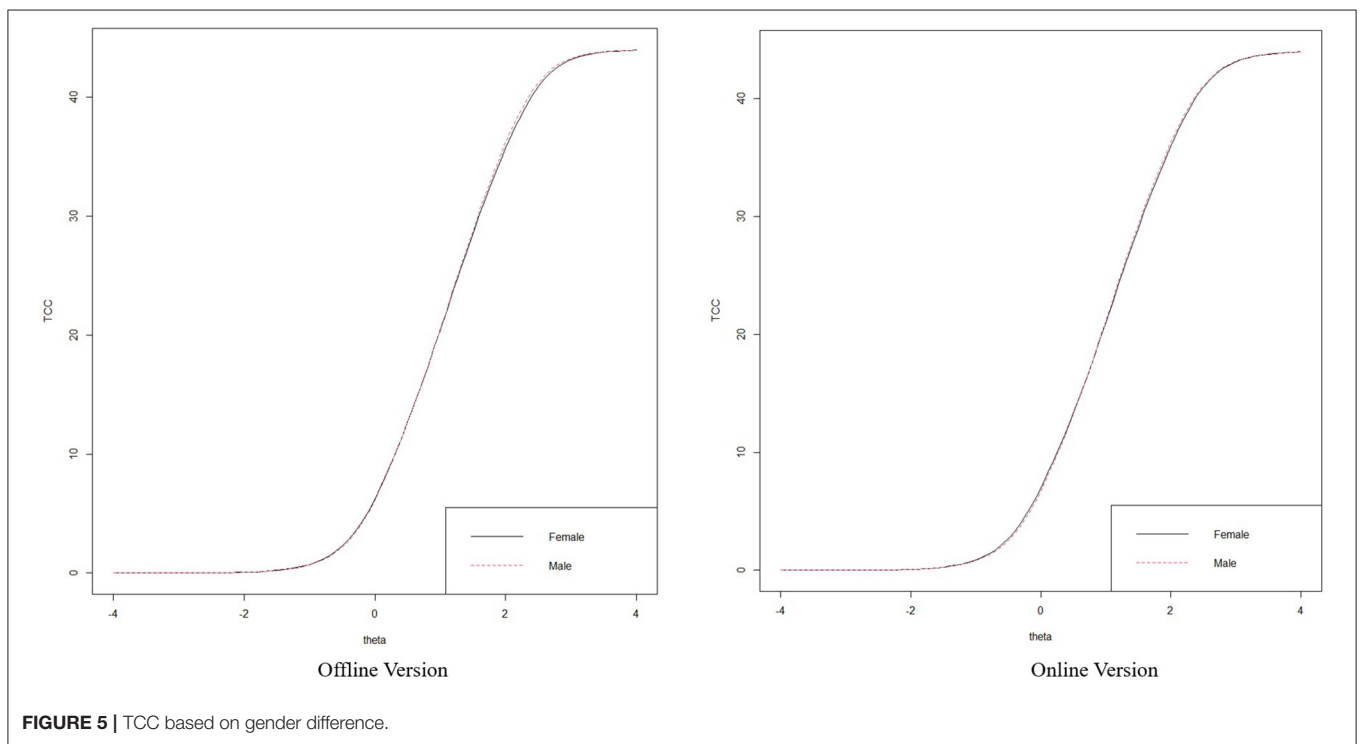 TCC
40
30
20
10
0
-4
-2
0
2
4
theta
Female
Male
Offline Version
TCC
40
30
20
10
0
-4
-2
0
2
4
theta
Female
Male
Online Version
FIGURE 5 | TCC based on gender difference.